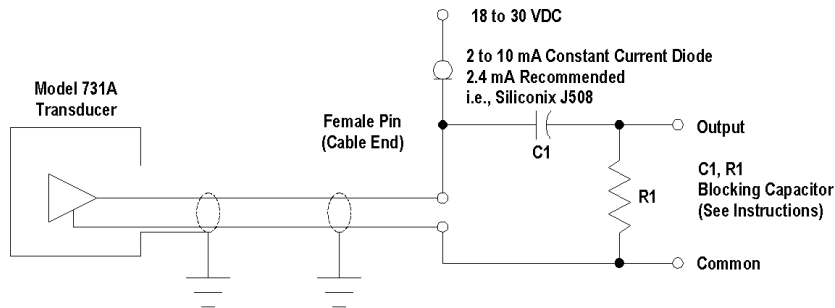 18 to 30 VDC
2 to 10 mA Constant Current Diode
2.4 mA Recommended
i.e., Siliconix J508
Model 731A
Transducer
Female Pin
(Cable End)
C1
Output
R1
C1, R1
Blocking Capacitor
(See Instructions)
Common